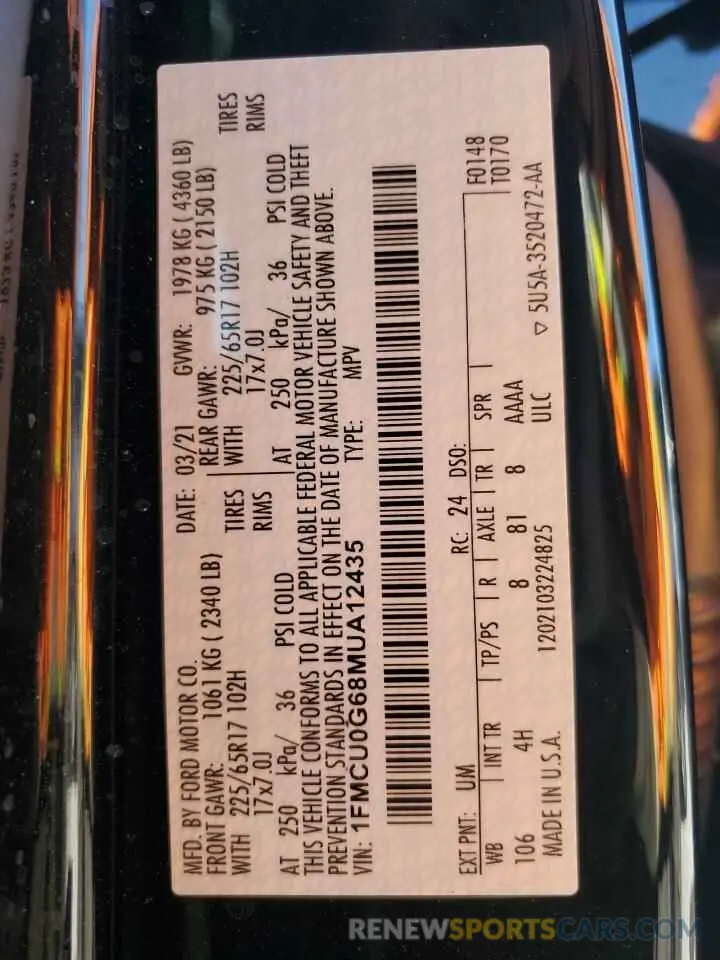 MFD. BY FORD MOTOR CO.
DATE: 03/21
GVWR: 1978 KG ( 4360 LB)
FRONT GAWR: 1061 KG ( 2340 LB)
REAR GAWR: 975 KG ( 2150 LB)
WITH 225/65R17 102H TIRES
WITH 225/65R17 102H TIRES
17x7.0J RIMS
17x7.0J RIMS
AT 250 kPa/ 36 PSI COLD
AT 250 kPa/ 36 PSI COLD
THIS VEHICLE CONFORMS TO ALL APPLICABLE FEDERAL MOTOR VEHICLE SAFETY AND THEFT
PREVENTION STANDARDS IN EFFECT ON THE DATE OF MANUFACTURE SHOWN ABOVE.
VIN: 1FMCU0G68MUA12435
TYPE: MPV
EXT PNT: UM RC: 24 DSO: F0148
T0170
WB INT TR TP/PS R AXLE TR SPR
106 4H 8 81 8 AAAA
ULC
MADE IN U.S.A. 1202103224825
▽ 5U5A-3520472-AA
RENEWSPORTSCARS.COM